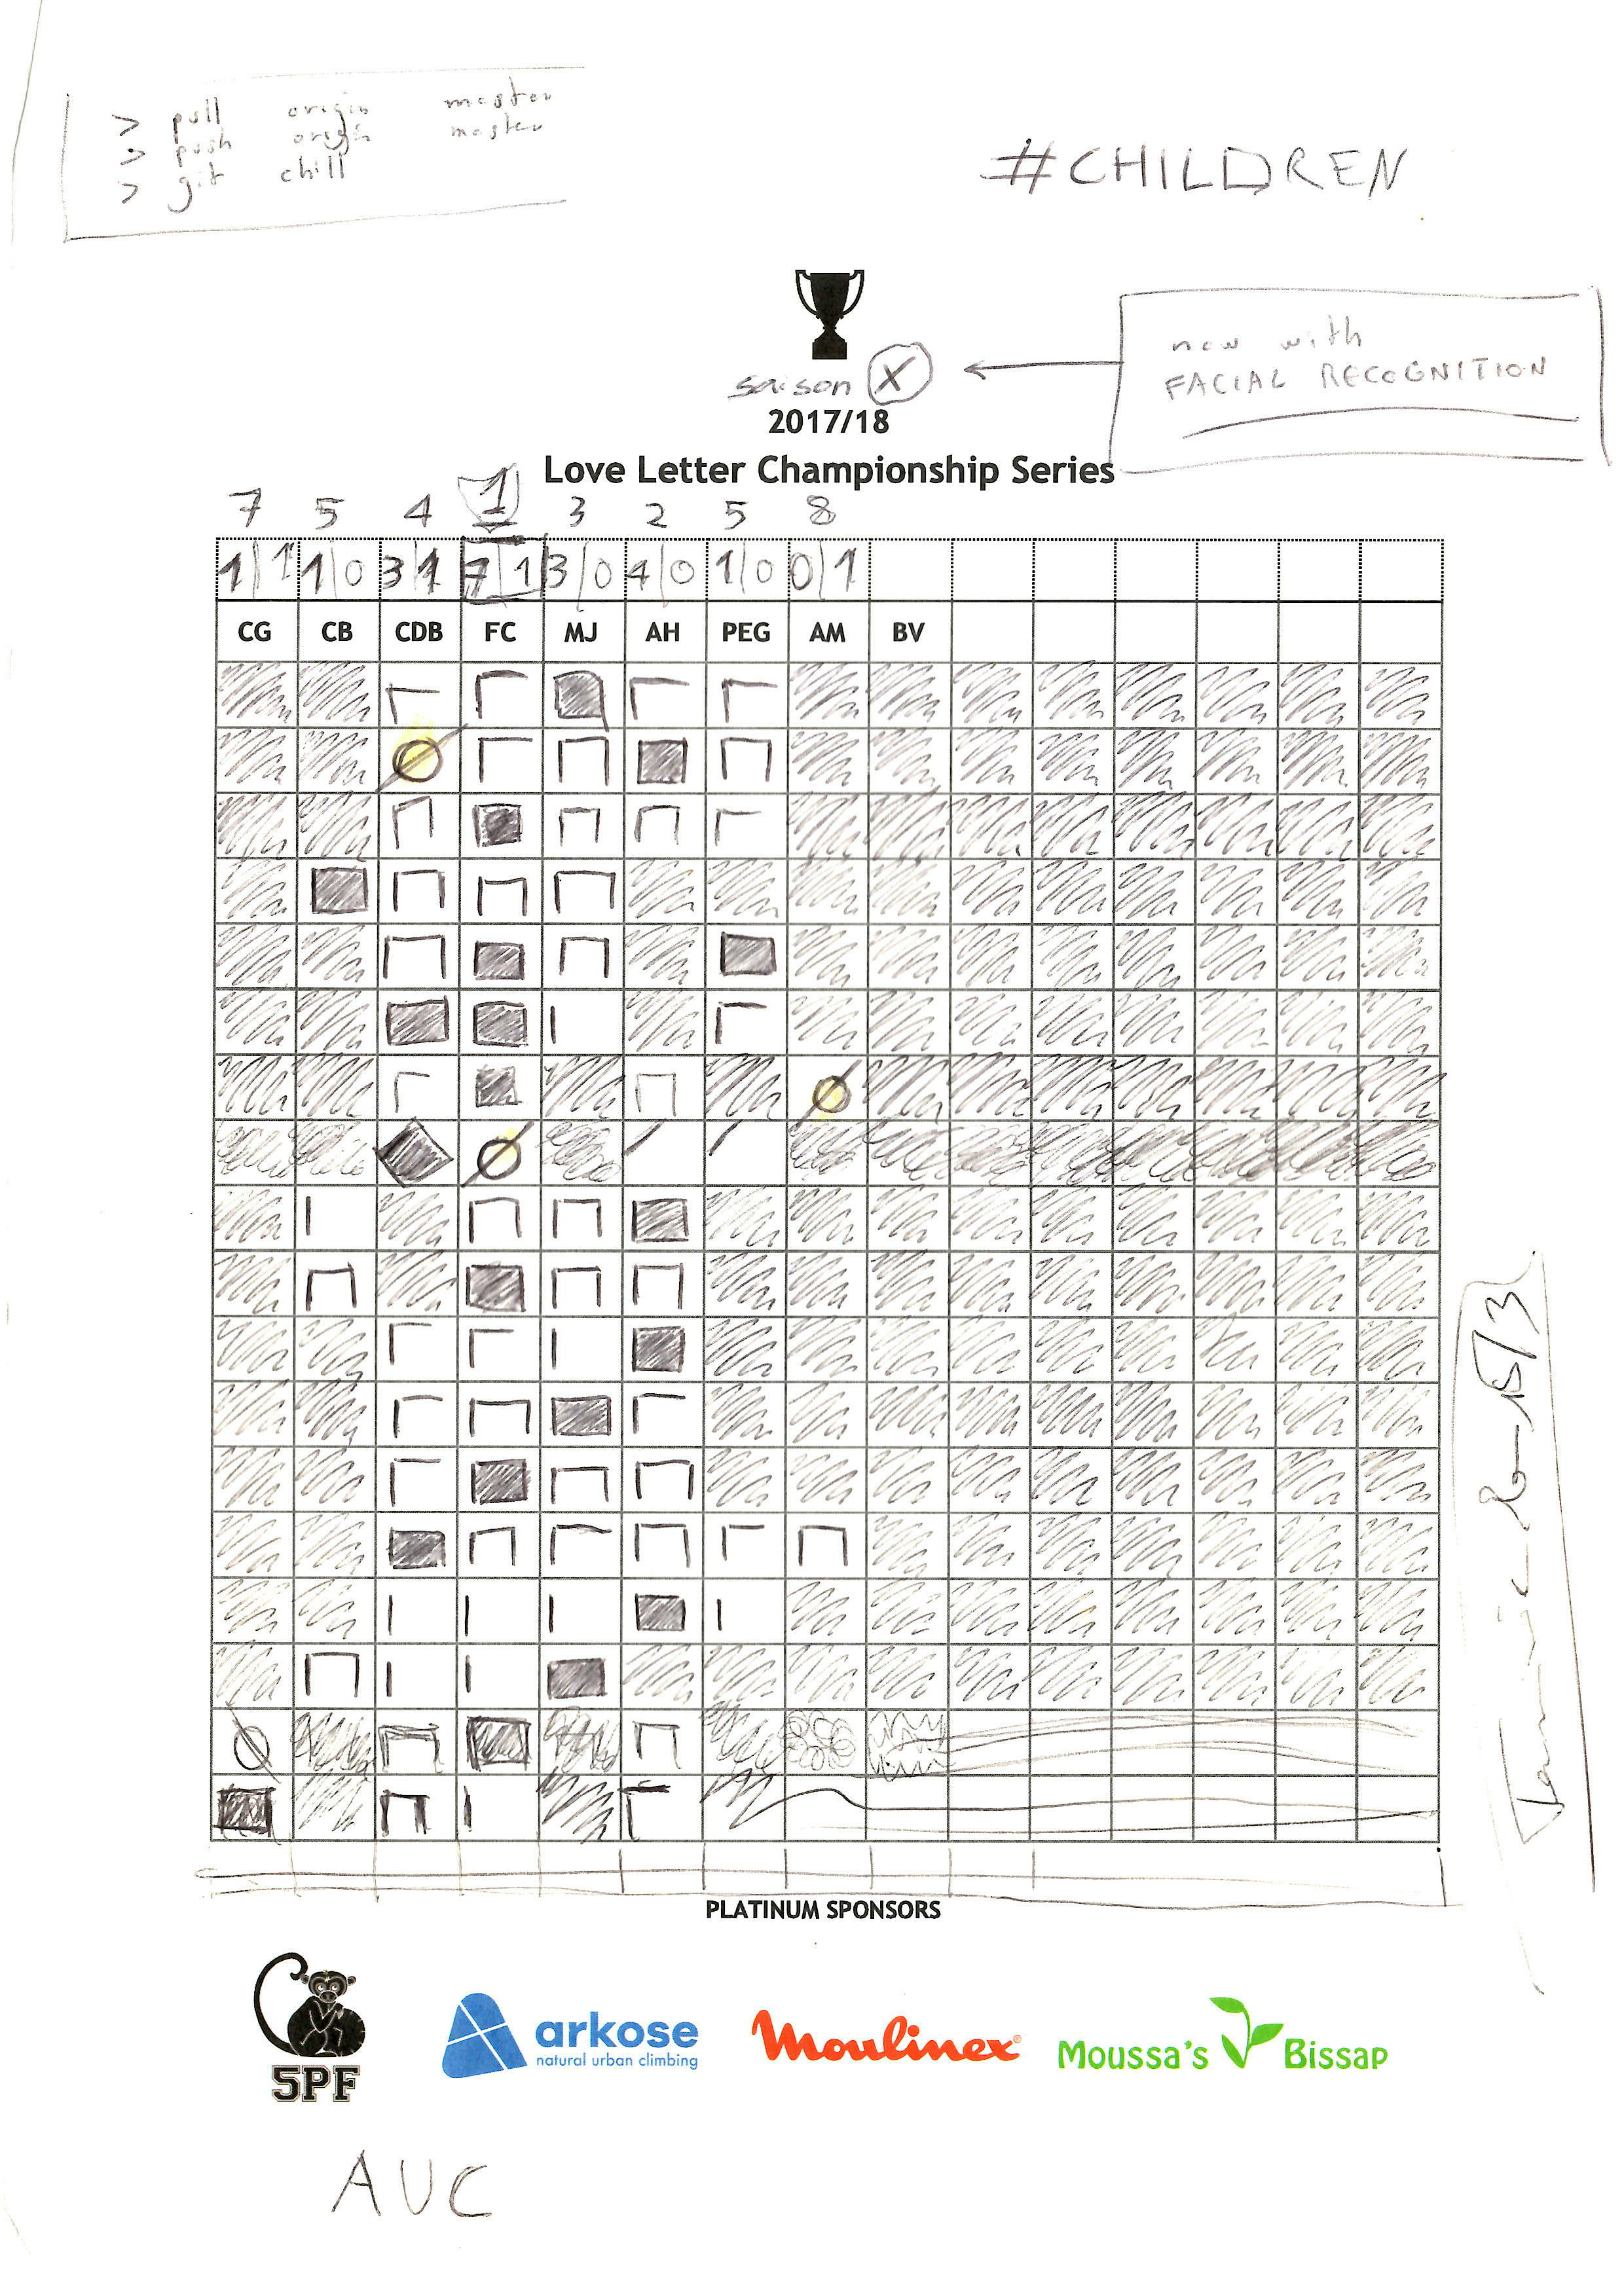 > pull origin master
> push origin master
> git chill
#CHILDREN
now with
FACIAL RECOGNITION
saison X
2017/18
Love Letter Championship Series
7 5 4 1 3 2 5 8
1/1 1/0 3/1 7/1 3/0 4/0 1/0 0/1
CG CB CDB FC MJ AH PEG AM BV
PLATINUM SPONSORS
5PF
arkose
natural urban climbing
Moulinex®
Moussa's Bissap
AUC